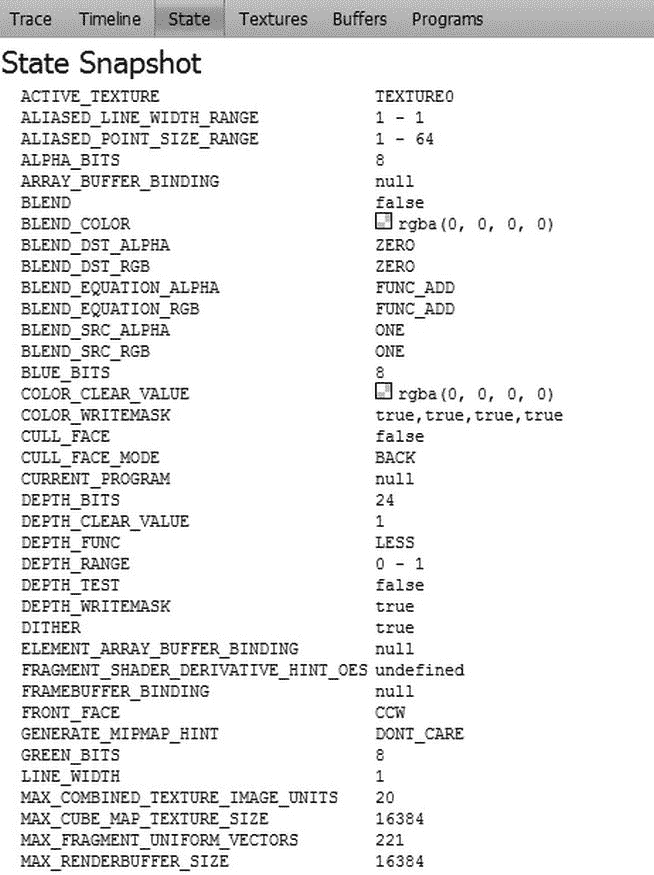 Trace Timeline State Textures Buffers Programs
State Snapshot
ACTIVE_TEXTURE TEXTURE0
ALIASED_LINE_WIDTH_RANGE 1 - 1
ALIASED_POINT_SIZE_RANGE 1 - 64
ALPHA_BITS 8
ARRAY_BUFFER_BINDING null
BLEND false
BLEND_COLOR rgba(0, 0, 0, 0)
BLEND_DST_ALPHA ZERO
BLEND_DST_RGB ZERO
BLEND_EQUATION_ALPHA FUNC_ADD
BLEND_EQUATION_RGB FUNC_ADD
BLEND_SRC_ALPHA ONE
BLEND_SRC_RGB ONE
BLUE_BITS 8
COLOR_CLEAR_VALUE rgba(0, 0, 0, 0)
COLOR_WRITEMASK true,true,true,true
CULL_FACE false
CULL_FACE_MODE BACK
CURRENT_PROGRAM null
DEPTH_BITS 24
DEPTH_CLEAR_VALUE 1
DEPTH_FUNC LESS
DEPTH_RANGE 0 - 1
DEPTH_TEST false
DEPTH_WRITEMASK true
DITHER true
ELEMENT_ARRAY_BUFFER_BINDING null
FRAGMENT_SHADER_DERIVATIVE_HINT_OES undefined
FRAMEBUFFER_BINDING null
FRONT_FACE CCW
GENERATE_MIPMAP_HINT DONT_CARE
GREEN_BITS 8
LINE_WIDTH 1
MAX_COMBINED_TEXTURE_IMAGE_UNITS 20
MAX_CUBE_MAP_TEXTURE_SIZE 16384
MAX_FRAGMENT_UNIFORM_VECTORS 221
MAX_RENDERBUFFER_SIZE 16384